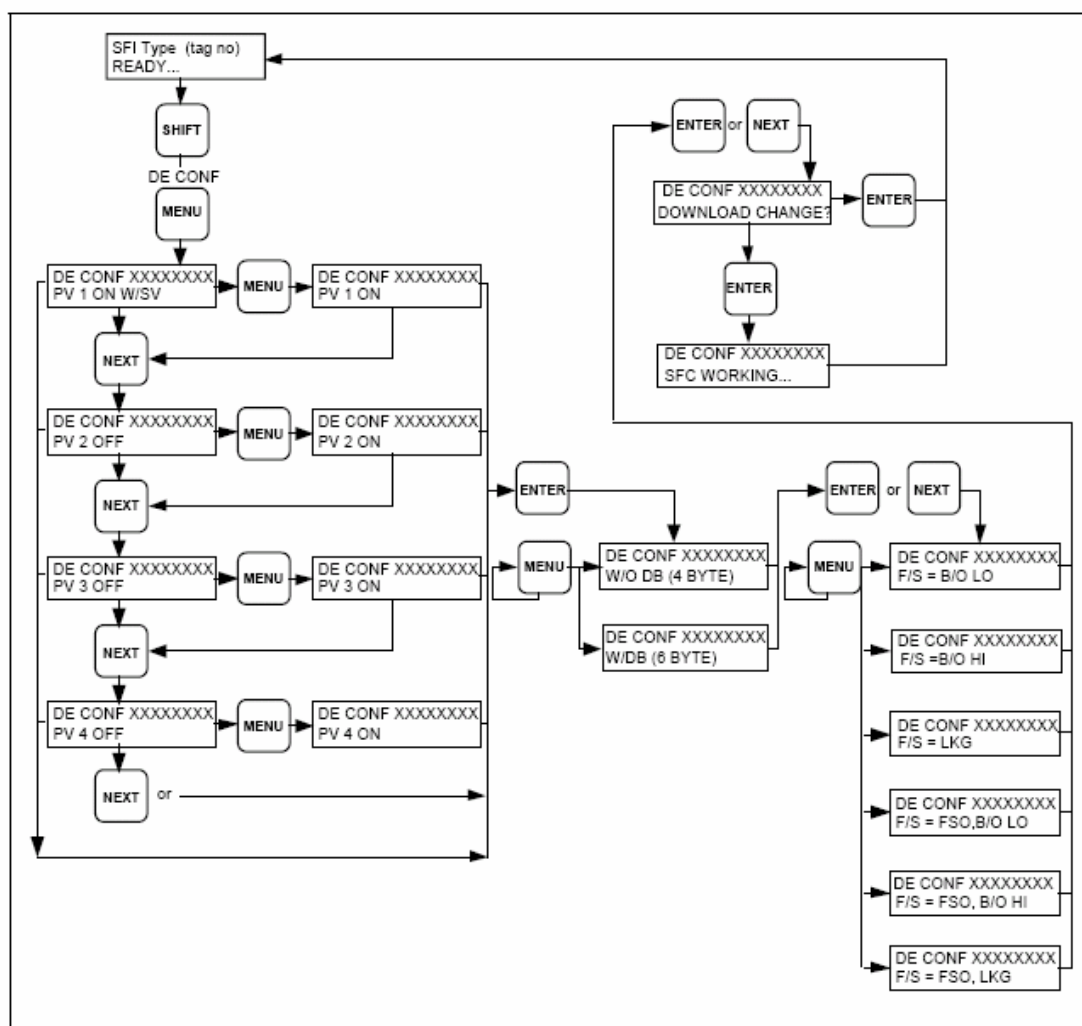 SFI Type (tag no)
READY...
SHIFT
DE CONF
MENU
DE CONF XXXXXXXX
PV 1 ON W/SV
MENU
DE CONF XXXXXXXX
PV 1 ON
NEXT
DE CONF XXXXXXXX
PV 2 OFF
MENU
DE CONF XXXXXXXX
PV 2 ON
NEXT
DE CONF XXXXXXXX
PV 3 OFF
MENU
DE CONF XXXXXXXX
PV 3 ON
NEXT
DE CONF XXXXXXXX
PV 4 OFF
MENU
DE CONF XXXXXXXX
PV 4 ON
NEXT or
ENTER
MENU
DE CONF XXXXXXXX
W/O DB (4 BYTE)
DE CONF XXXXXXXX
W/DB (6 BYTE)
ENTER or NEXT
MENU
DE CONF XXXXXXXX
F/S = B/O LO
DE CONF XXXXXXXX
F/S =B/O HI
DE CONF XXXXXXXX
F/S = LKG
DE CONF XXXXXXXX
F/S = FSO,B/O LO
DE CONF XXXXXXXX
F/S = FSO, B/O HI
DE CONF XXXXXXXX
F/S = FSO, LKG
ENTER or NEXT
DE CONF XXXXXXXX
DOWNLOAD CHANGE?
ENTER
ENTER
DE CONF XXXXXXXX
SFC WORKING...